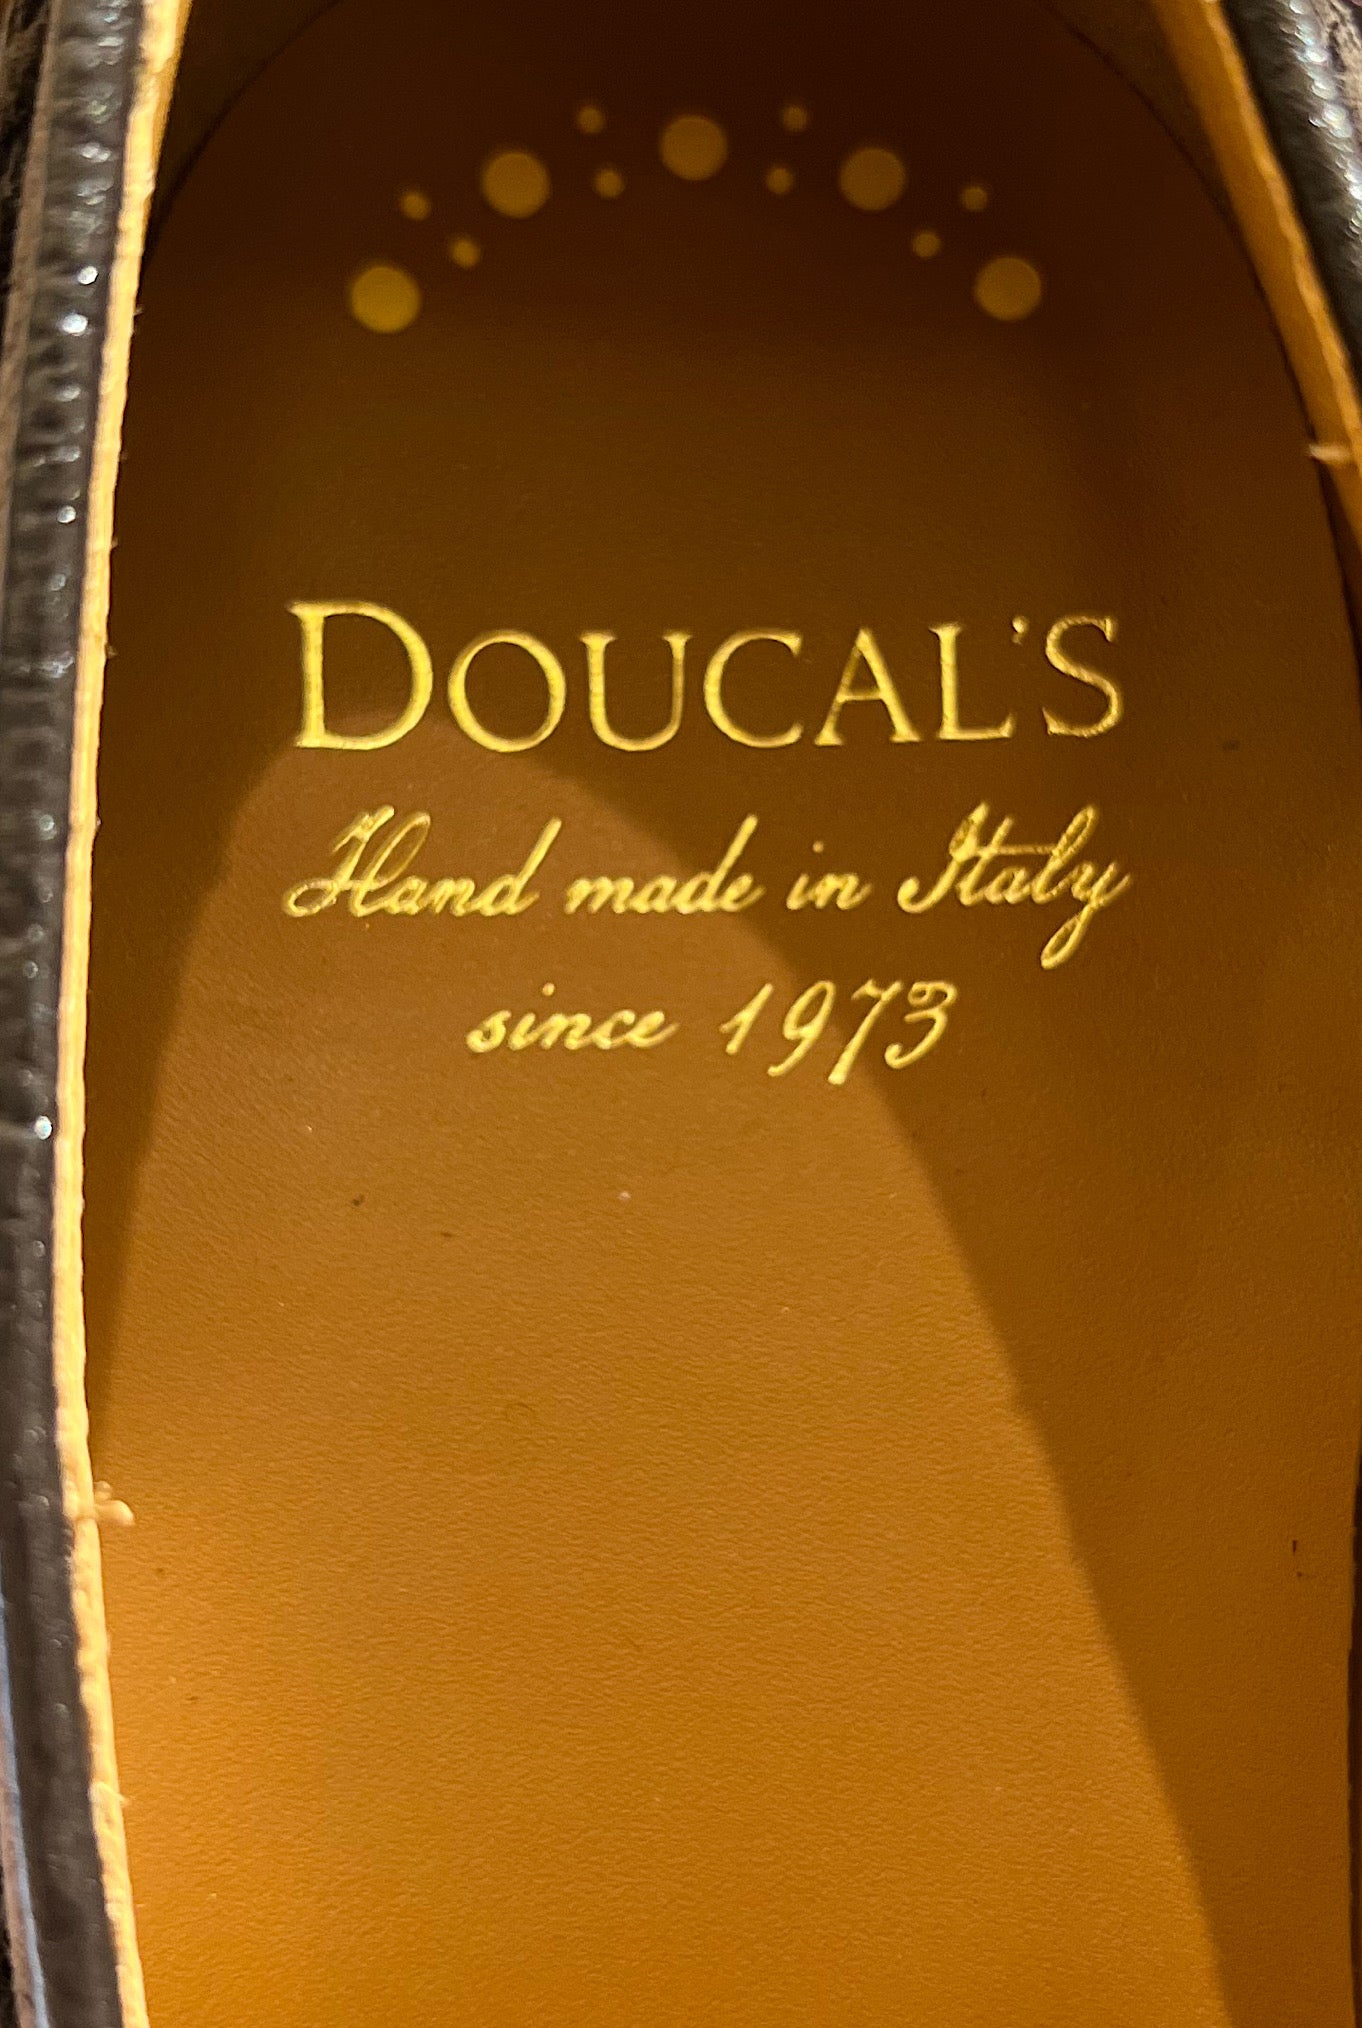 DOUCAL'S
Hand made in Italy
since 1973